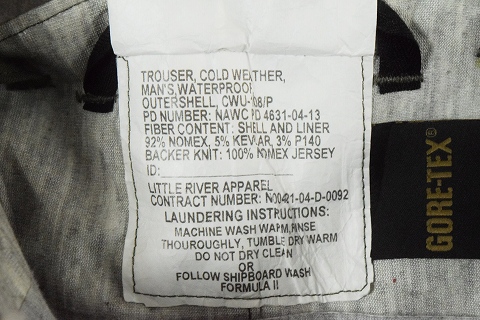 TROUSER, COLD WEATHER,
MAN'S, WATERPROOF
OUTERSHELL, CWU- 08/P
PD NUMBER: NAWC PD 4631-04-13
FIBER CONTENT: SHELL AND LINER
92% NOMEX, 5% KEVLAR, 3% P140
BACKER KNIT: 100% NOMEX JERSEY
ID:
LITTLE RIVER APPAREL
CONTRACT NUMBER: N00421-04-D-0092
LAUNDERING INSTRUCTIONS:
MACHINE WASH WARM, RINSE
THOUROUGHLY, TUMBLE DRY WARM
DO NOT DRY CLEAN
OR
FOLLOW SHIPBOARD WASH
FORMULA II
GORE-TEX®